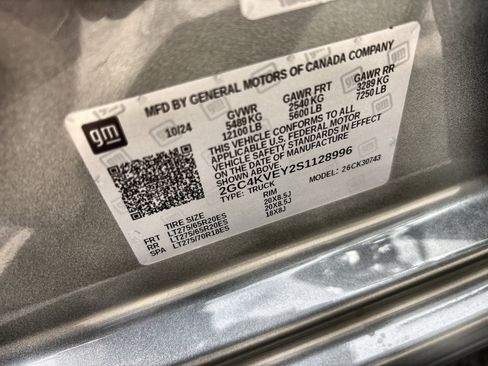 MFD BY GENERAL MOTORS OF CANADA COMPANY
gm
10/24 GVWR GAWR FRT GAWR RR
5489 KG 2540 KG 3289 KG
12100 LB 5600 LB 7250 LB
THIS VEHICLE CONFORMS TO ALL
APPLICABLE U.S. FEDERAL MOTOR
VEHICLE SAFETY STANDARDS IN EFFECT
ON THE DATE OF MANUFACTURE SHOWN ABOVE
2GC4KVEY2S1128996
TYPE: TRUCK MODEL: 26CK30743
TIRE SIZE RIM
FRT LT275/65R20ES 20X8.5J
RR LT275/65R20ES 20X8.5J
SPA LT275/70R18ES 18X8J